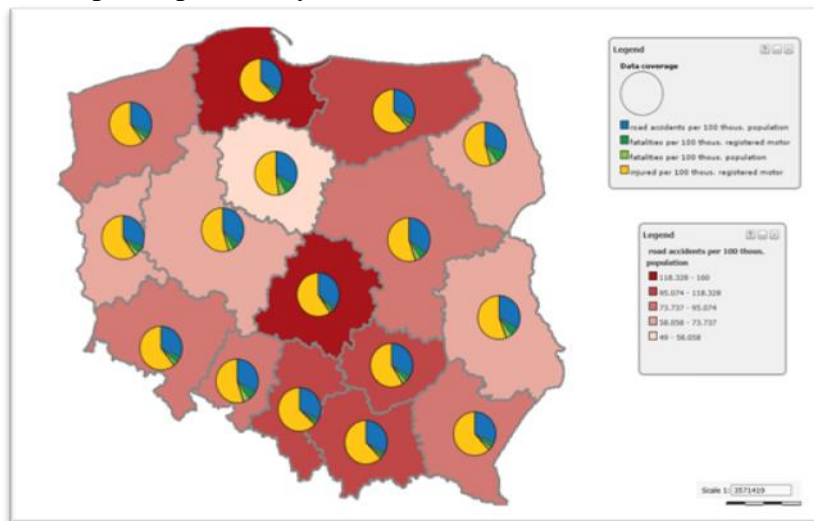 Legend
Data coverage
road accidents per 100 thous. population
fatalities per 100 thous. registered motor
fatalities per 100 thous. population
injured per 100 thous. registered motor
Legend
road accidents per 100 thous.
population
118.328 - 160
95.074 - 118.328
73.737 - 95.074
58.058 - 73.737
49 - 58.058
Scale 1: 3571419